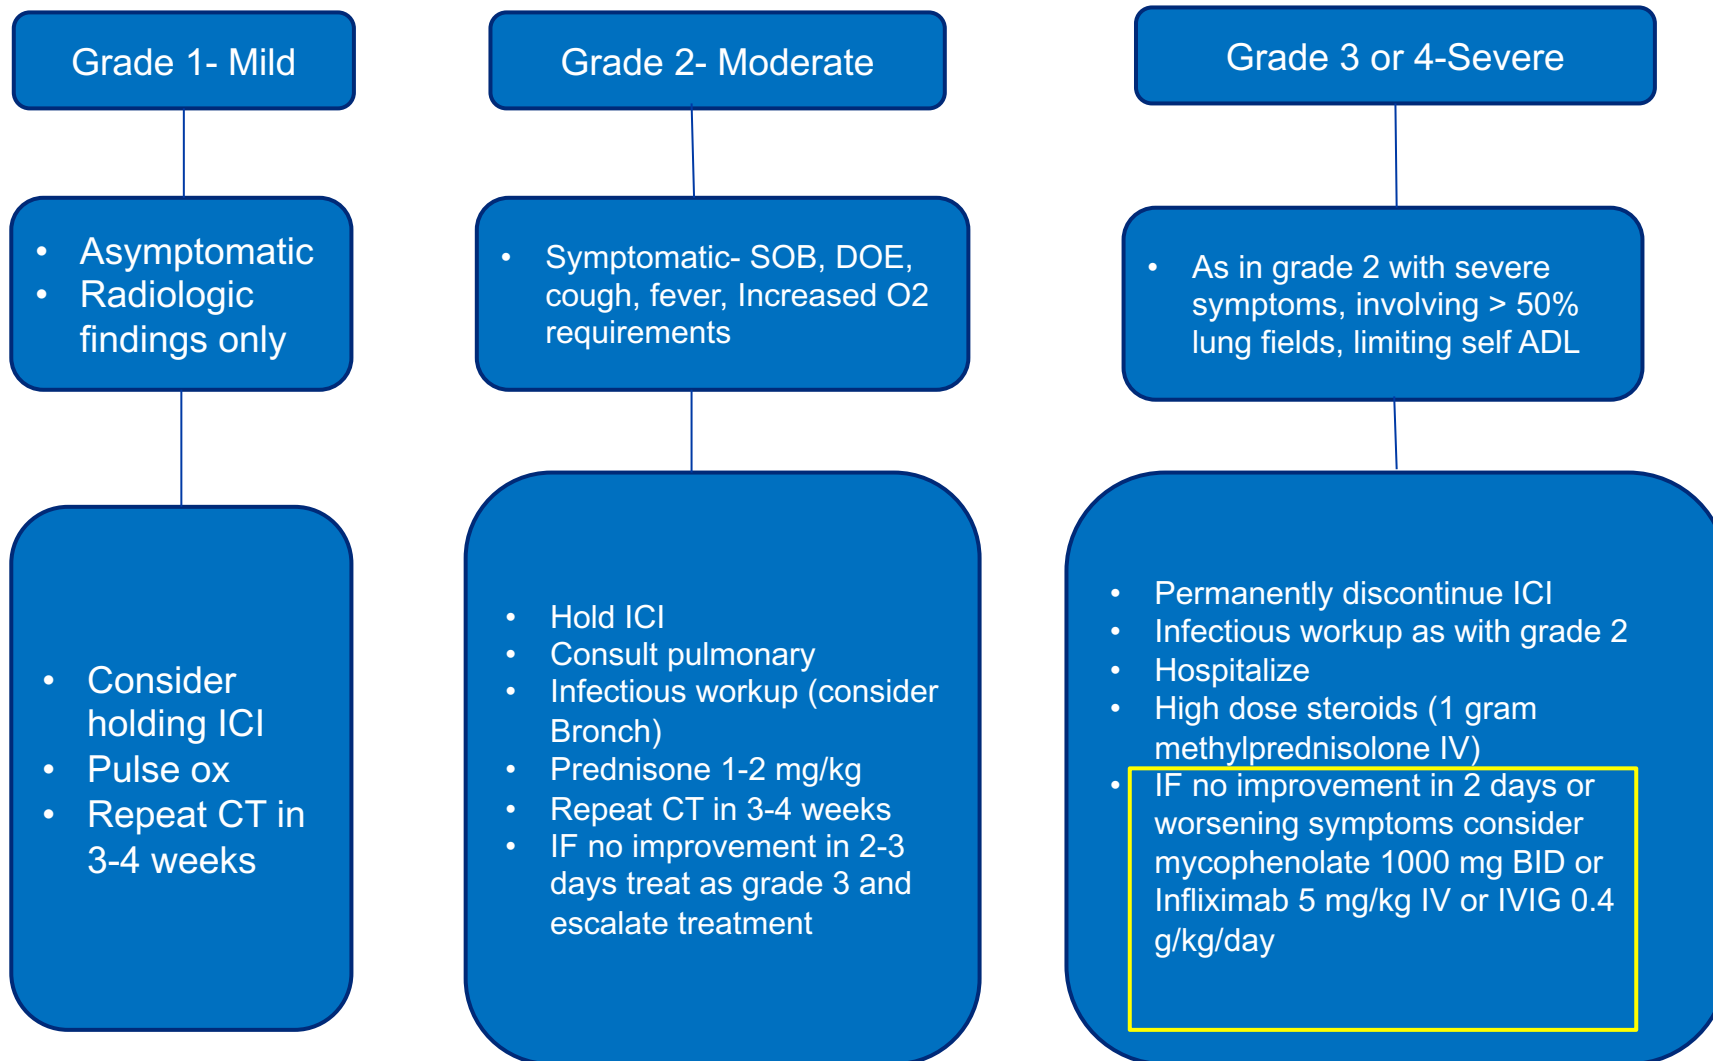 Grade 1- Mild
• Asymptomatic
• Radiologic
findings only
• Consider
holding ICI
• Pulse ox
• Repeat CT in
3-4 weeks
Grade 2- Moderate
• Symptomatic- SOB, DOE,
cough, fever, Increased O2
requirements
• Hold ICI
• Consult pulmonary
• Infectious workup (consider
Bronch)
• Prednisone 1-2 mg/kg
• Repeat CT in 3-4 weeks
• IF no improvement in 2-3
days treat as grade 3 and
escalate treatment
Grade 3 or 4-Severe
• As in grade 2 with severe
symptoms, involving > 50%
lung fields, limiting self ADL
• Permanently discontinue ICI
• Infectious workup as with grade 2
• Hospitalize
• High dose steroids (1 gram
methylprednisolone IV)
• IF no improvement in 2 days or
worsening symptoms consider
mycophenolate 1000 mg BID or
Infliximab 5 mg/kg IV or IVIG 0.4
g/kg/day